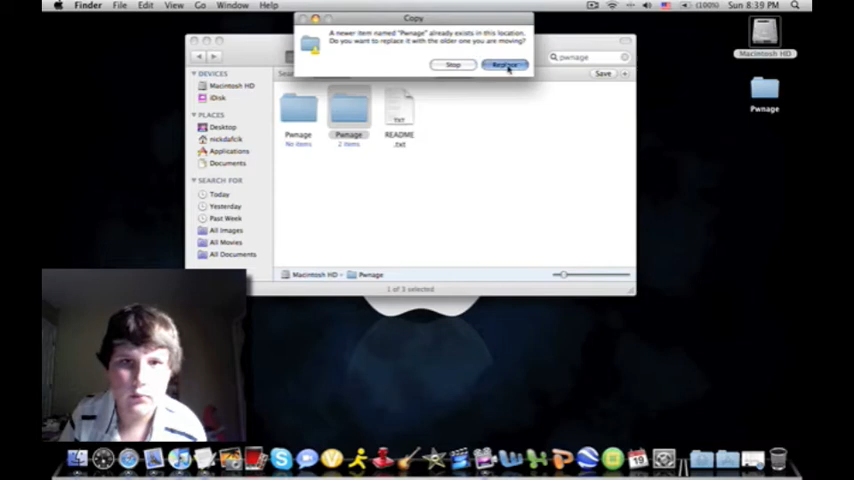 Finder File Edit View Go Window Help
(100%) Sun 8:39 PM
Copy
A newer item named "Pwnage" already exists in this location.
Do you want to replace it with the older one you are moving?
Stop Replace
pwnage
Save
DEVICES
Macintosh HD
iDisk
PLACES
Desktop
nickdafcik
Applications
Documents
SEARCH FOR
Today
Yesterday
Past Week
All Images
All Movies
All Documents
Pwnage
No items
Pwnage
2 items
TXT
README
.txt
Macintosh HD
Pwnage
1 of 3 selected
Macintosh HD
Pwnage
19